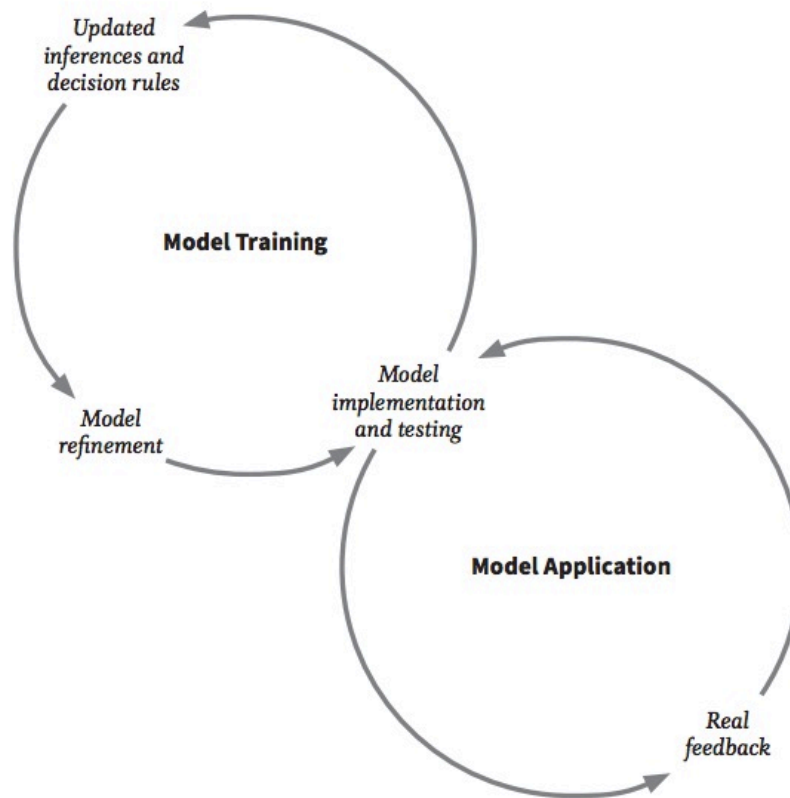 Updated
inferences and
decision rules
Model Training
Model
implementation
and testing
Model
refinement
Model Application
Real
feedback